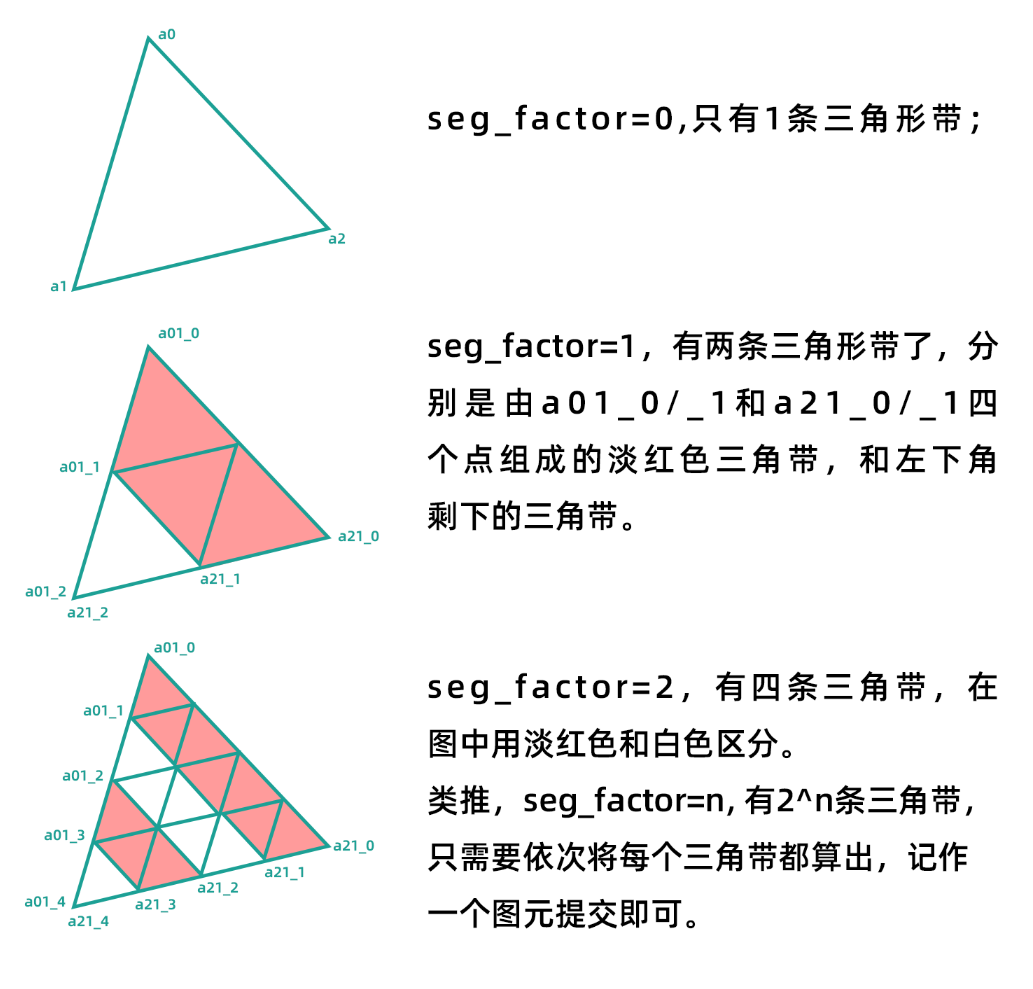 a0
seg_factor=0,只有1条三角形带；
a2
a1
a01_0
seg_factor=1，有两条三角形带了，分
别是由a01_0/_1和a21_0/_1四
a01_1
个点组成的淡红色三角带，和左下角
剩下的三角带。
a21_0
a21_1
a01_2
a21_2
a01_0
seg_factor=2，有四条三角带，在
a01_1
图中用淡红色和白色区分。
a01_2
类推，seg_factor=n, 有2^n条三角带，
a01_3
只需要依次将每个三角带都算出，记作
a21_0
a21_1
a21_2
a01_4
a21_3
一个图元提交即可。
a21_4